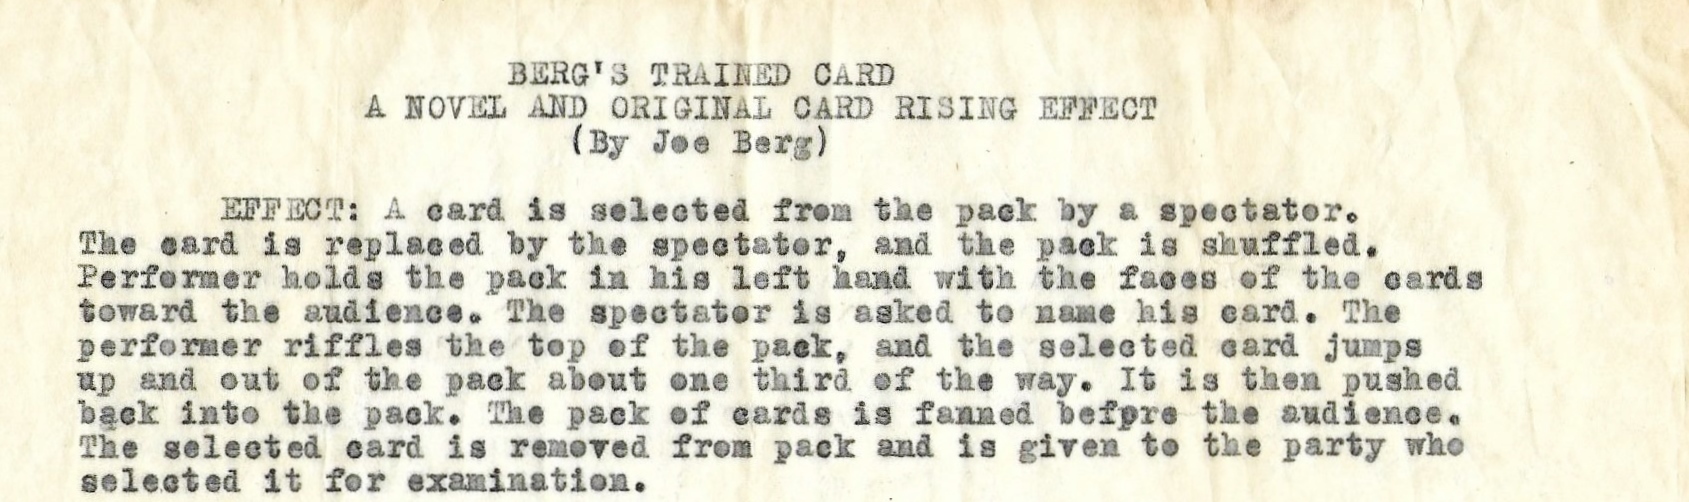 BERG'S TRAINED CARD
A NOVEL AND ORIGINAL CARD RISING EFFECT
(By Joe Berg)
EFFECT: A card is selected from the pack by a spectator.
The card is replaced by the spectator, and the pack is shuffled.
Performer holds the pack in his left hand with the faces of the cards
toward the audience. The spectator is asked to name his card. The
performer riffles the top of the pack, and the selected card jumps
up and out of the pack about one third of the way. It is then pushed
back into the pack. The pack of cards is fanned befpre the audience.
The selected card is removed from pack and is given to the party who
selected it for examination.